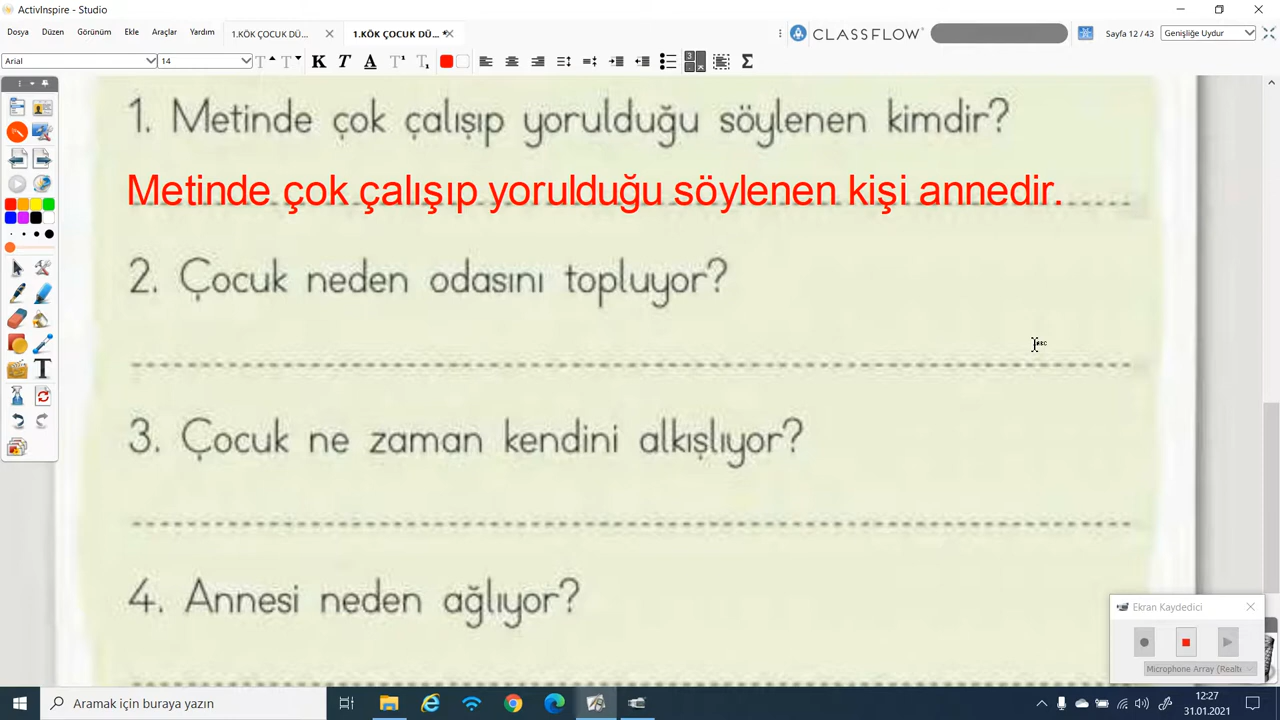 ActivInspire - Studio
Dosya Düzen Görünüm Ekle Araçlar Yardım
1.KÖK ÇOCUK DÜ...
1.KÖK ÇOCUK DÜ...
CLASSFLOW
Sayfa 12 / 43
Genişliğe Uydur
Arial
14
1. Metinde çok çalışıp yorulduğu söylenen kimdir?
Metinde çok çalışıp yorulduğu söylenen kişi annedir.
2. Çocuk neden odasını topluyor?
3. Çocuk ne zaman kendini alkışlıyor?
4. Annesi neden ağlıyor?
Ekran Kaydedici
Microphone Array (Realte
Aramak için buraya yazın
12:27
31.01.2021